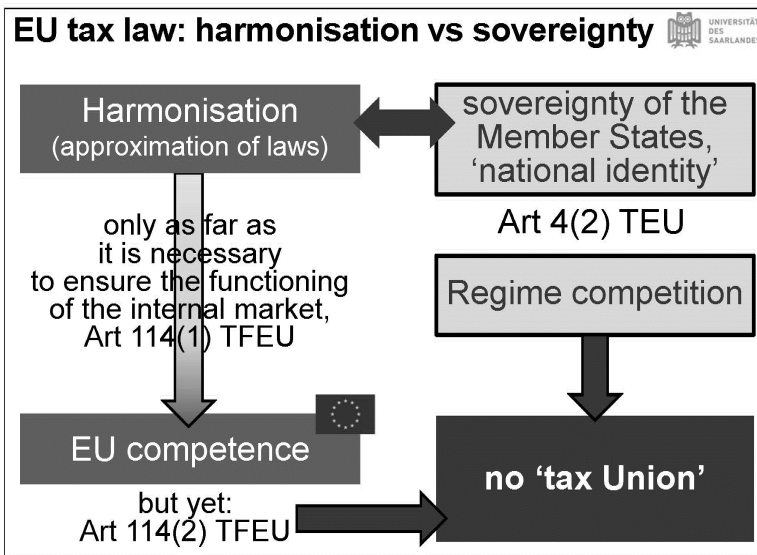 EU tax law: harmonisation vs sovereignty
UNIVERSITÄT
DES
SAARLANDES
Harmonisation
(approximation of laws)
sovereignty of the
Member States,
‘national identity’
Art 4(2) TEU
only as far as
it is necessary
to ensure the functioning
of the internal market,
Art 114(1) TFEU
Regime competition
EU competence
but yet:
Art 114(2) TFEU
no ‘tax Union’